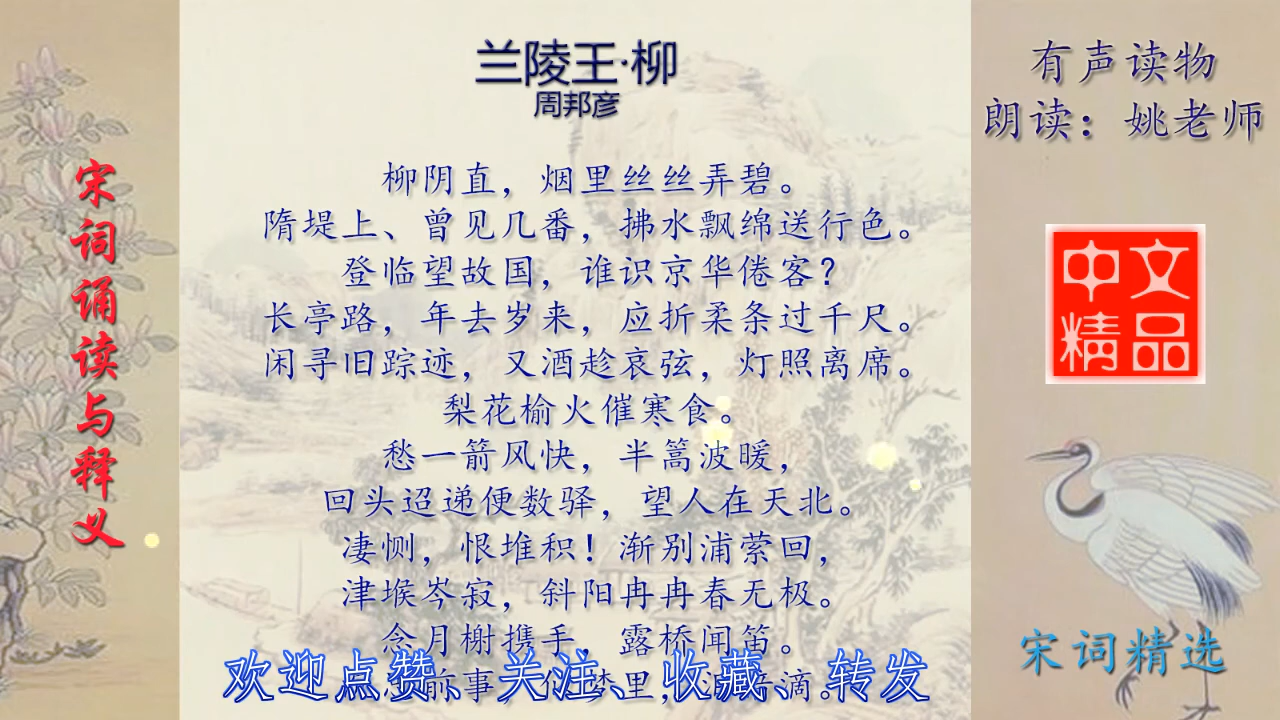 兰陵王·柳
周邦彦
柳阴直，烟里丝丝弄碧。
隋堤上、曾见几番，拂水飘绵送行色。
登临望故国，谁识京华倦客？
长亭路，年去岁来，应折柔条过千尺。
闲寻旧踪迹，又酒趁哀弦，灯照离席。
梨花榆火催寒食。
愁一箭风快，半篙波暖，
回头迢递便数驿，望人在天北。
凄恻，恨堆积！渐别浦萦回，
津堠岑寂，斜阳冉冉春无极。
念月榭携手，露桥闻笛。
前事，梦里，滴。
欢迎点赞、关注、收藏、转发
宋词诵读与释义
有声读物
朗读：姚老师
中文
精品
宋词精选